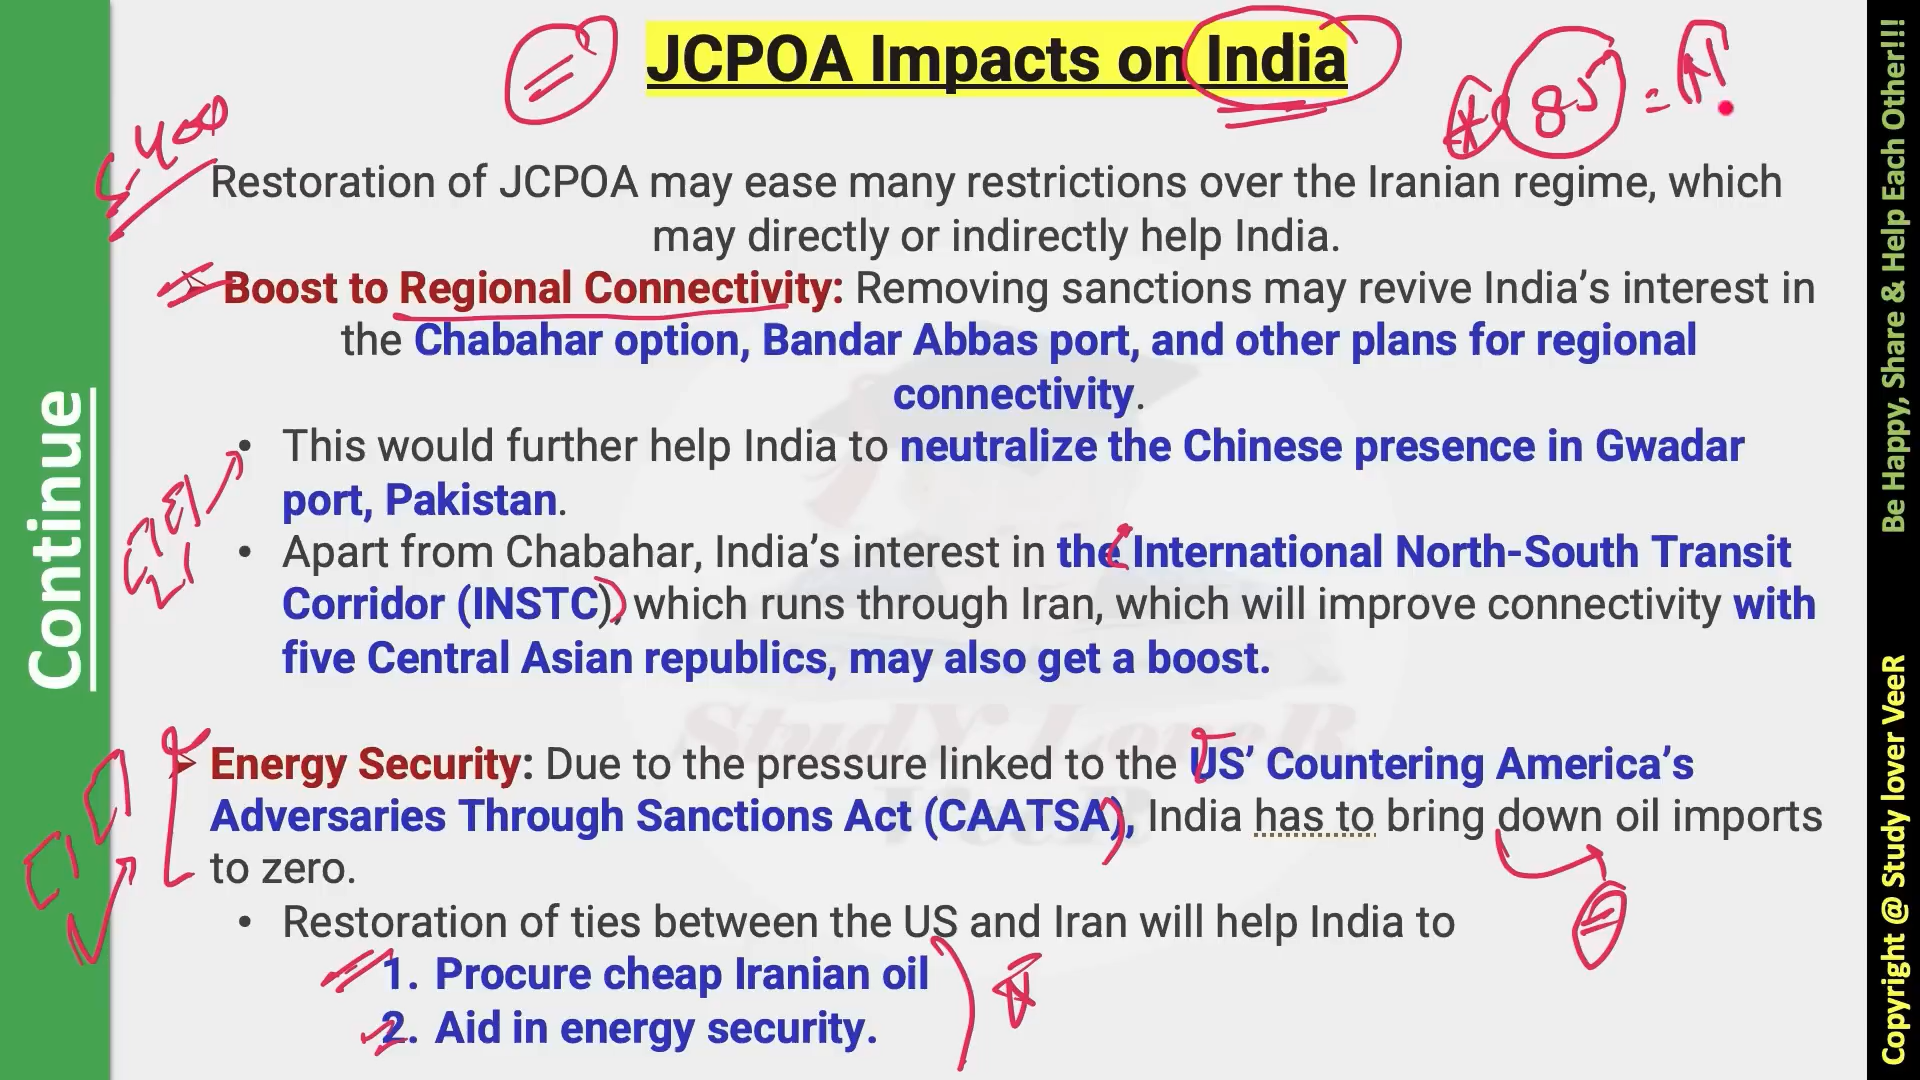 JCPOA Impacts on India
85 =
S-400
Restoration of JCPOA may ease many restrictions over the Iranian regime, which
may directly or indirectly help India.
Boost to Regional Connectivity: Removing sanctions may revive India’s interest in
the Chabahar option, Bandar Abbas port, and other plans for regional
connectivity.
• This would further help India to neutralize the Chinese presence in Gwadar
port, Pakistan.
• Apart from Chabahar, India’s interest in the International North-South Transit
Corridor (INSTC), which runs through Iran, which will improve connectivity with
five Central Asian republics, may also get a boost.
Energy Security: Due to the pressure linked to the US’ Countering America’s
Adversaries Through Sanctions Act (CAATSA), India has to bring down oil imports
to zero.
• Restoration of ties between the US and Iran will help India to
1. Procure cheap Iranian oil
2. Aid in energy security.
Continue
Be Happy, Share & Help Each Other!!!
Copyright @ Study lover VeeR
StudY LoveR
VeeR